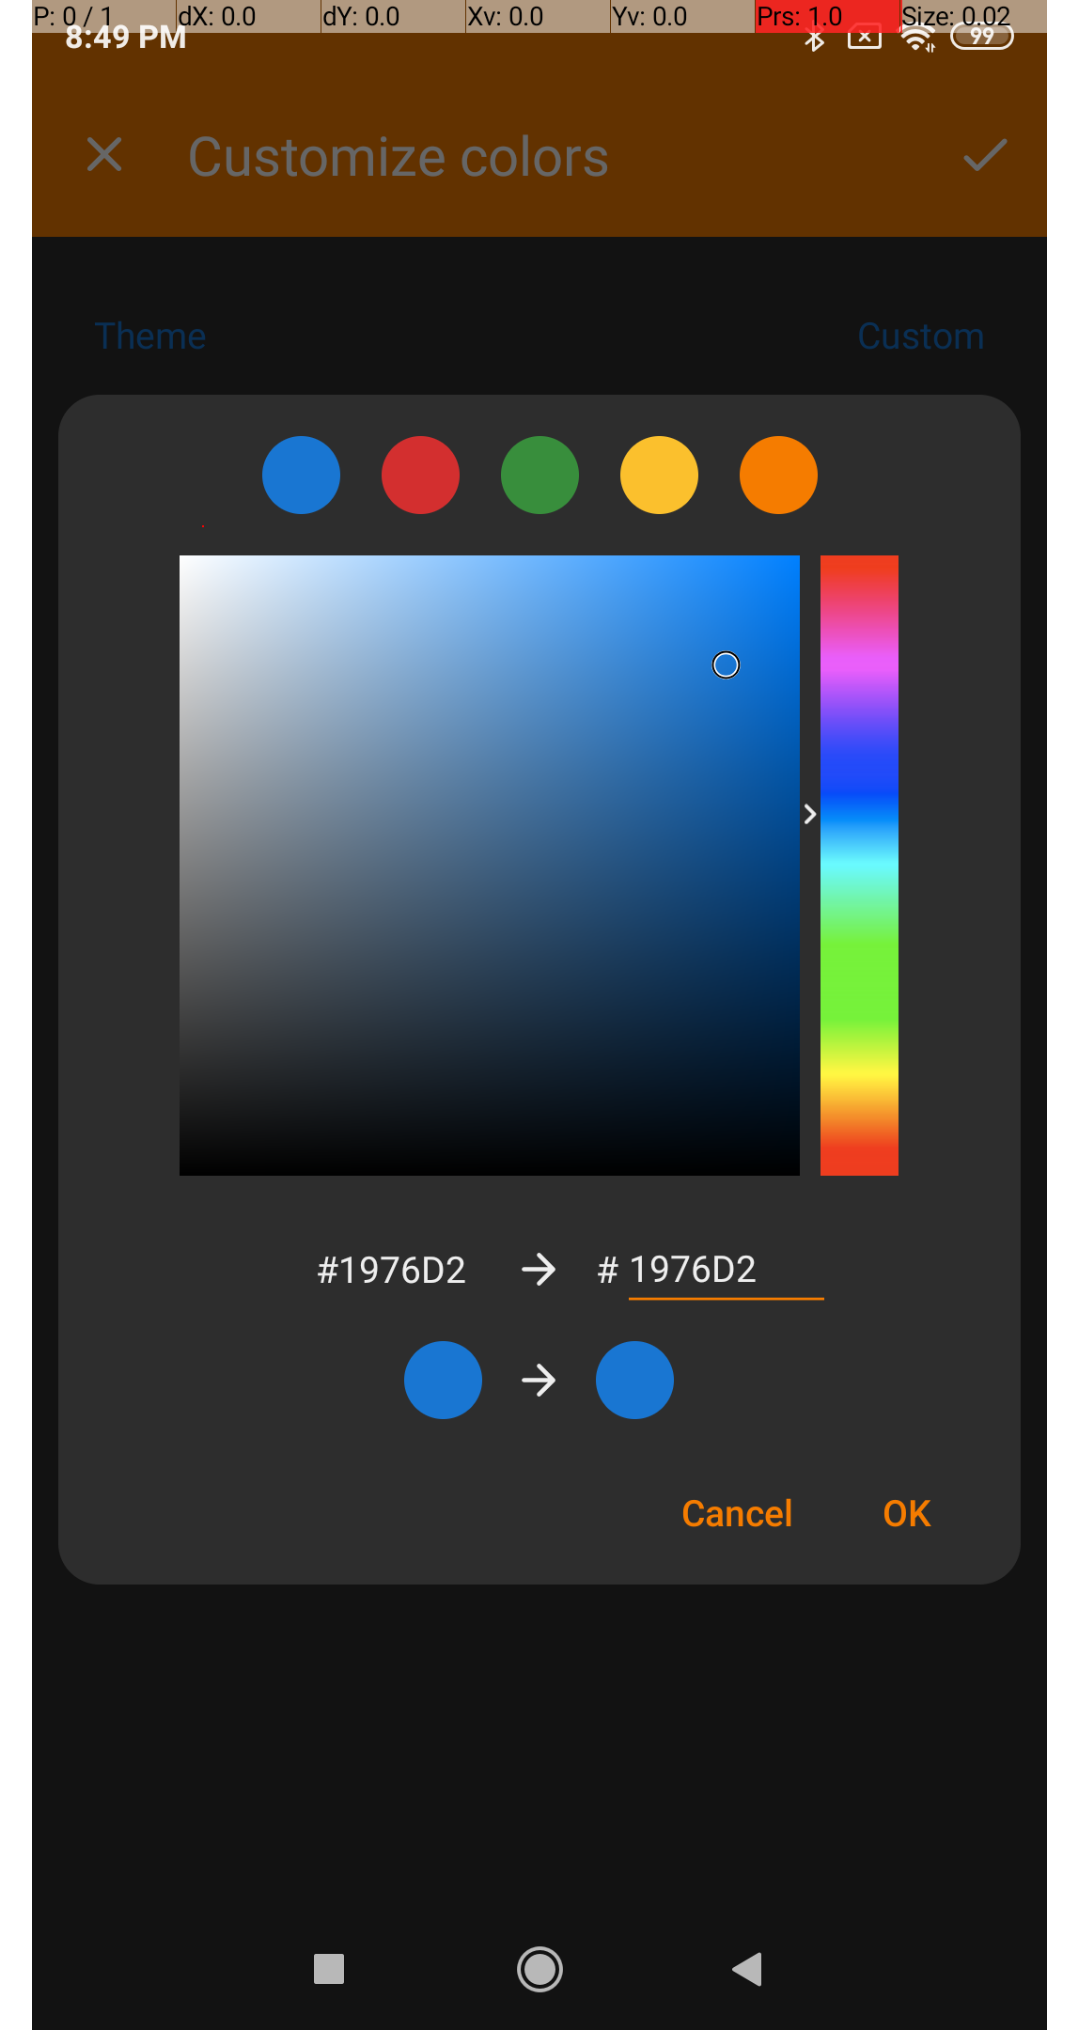 P: 0 / 1 dX: 0.0 dY: 0.0 Xv: 0.0 Yv: 0.0 Prs: 1.0 Size: 0.02
8:49 PM 99
Customize colors
Theme Custom
#1976D2 # 1976D2
Cancel OK